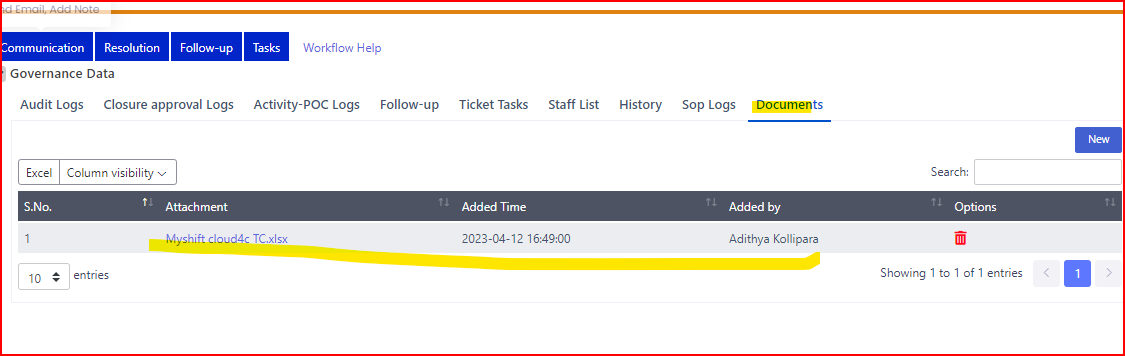 nd Email, Add Note
Communication Resolution Follow-up Tasks Workflow Help
Governance Data
Audit Logs Closure approval Logs Activity-POC Logs Follow-up Ticket Tasks Staff List History Sop Logs Documents
New
Excel Column visibility Search:
S.No. Attachment Added Time Added by Options
1 Myshift cloud4c TC.xlsx 2023-04-12 16:49:00 Adithya Kollipara
10 entries Showing 1 to 1 of 1 entries 1